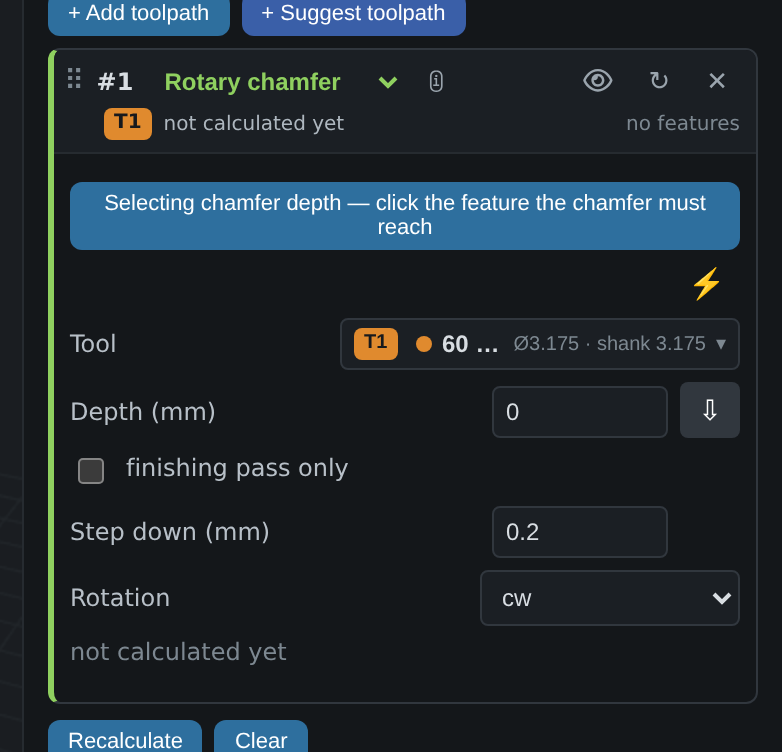 + Add toolpath + Suggest toolpath
#1 Rotary chamfer
T1 not calculated yet no features
Selecting chamfer depth — click the feature the chamfer must
reach
Tool T1 60 ... Ø3.175 · shank 3.175
Depth (mm) 0
finishing pass only
Step down (mm) 0.2
Rotation cw
not calculated yet
Recalculate Clear